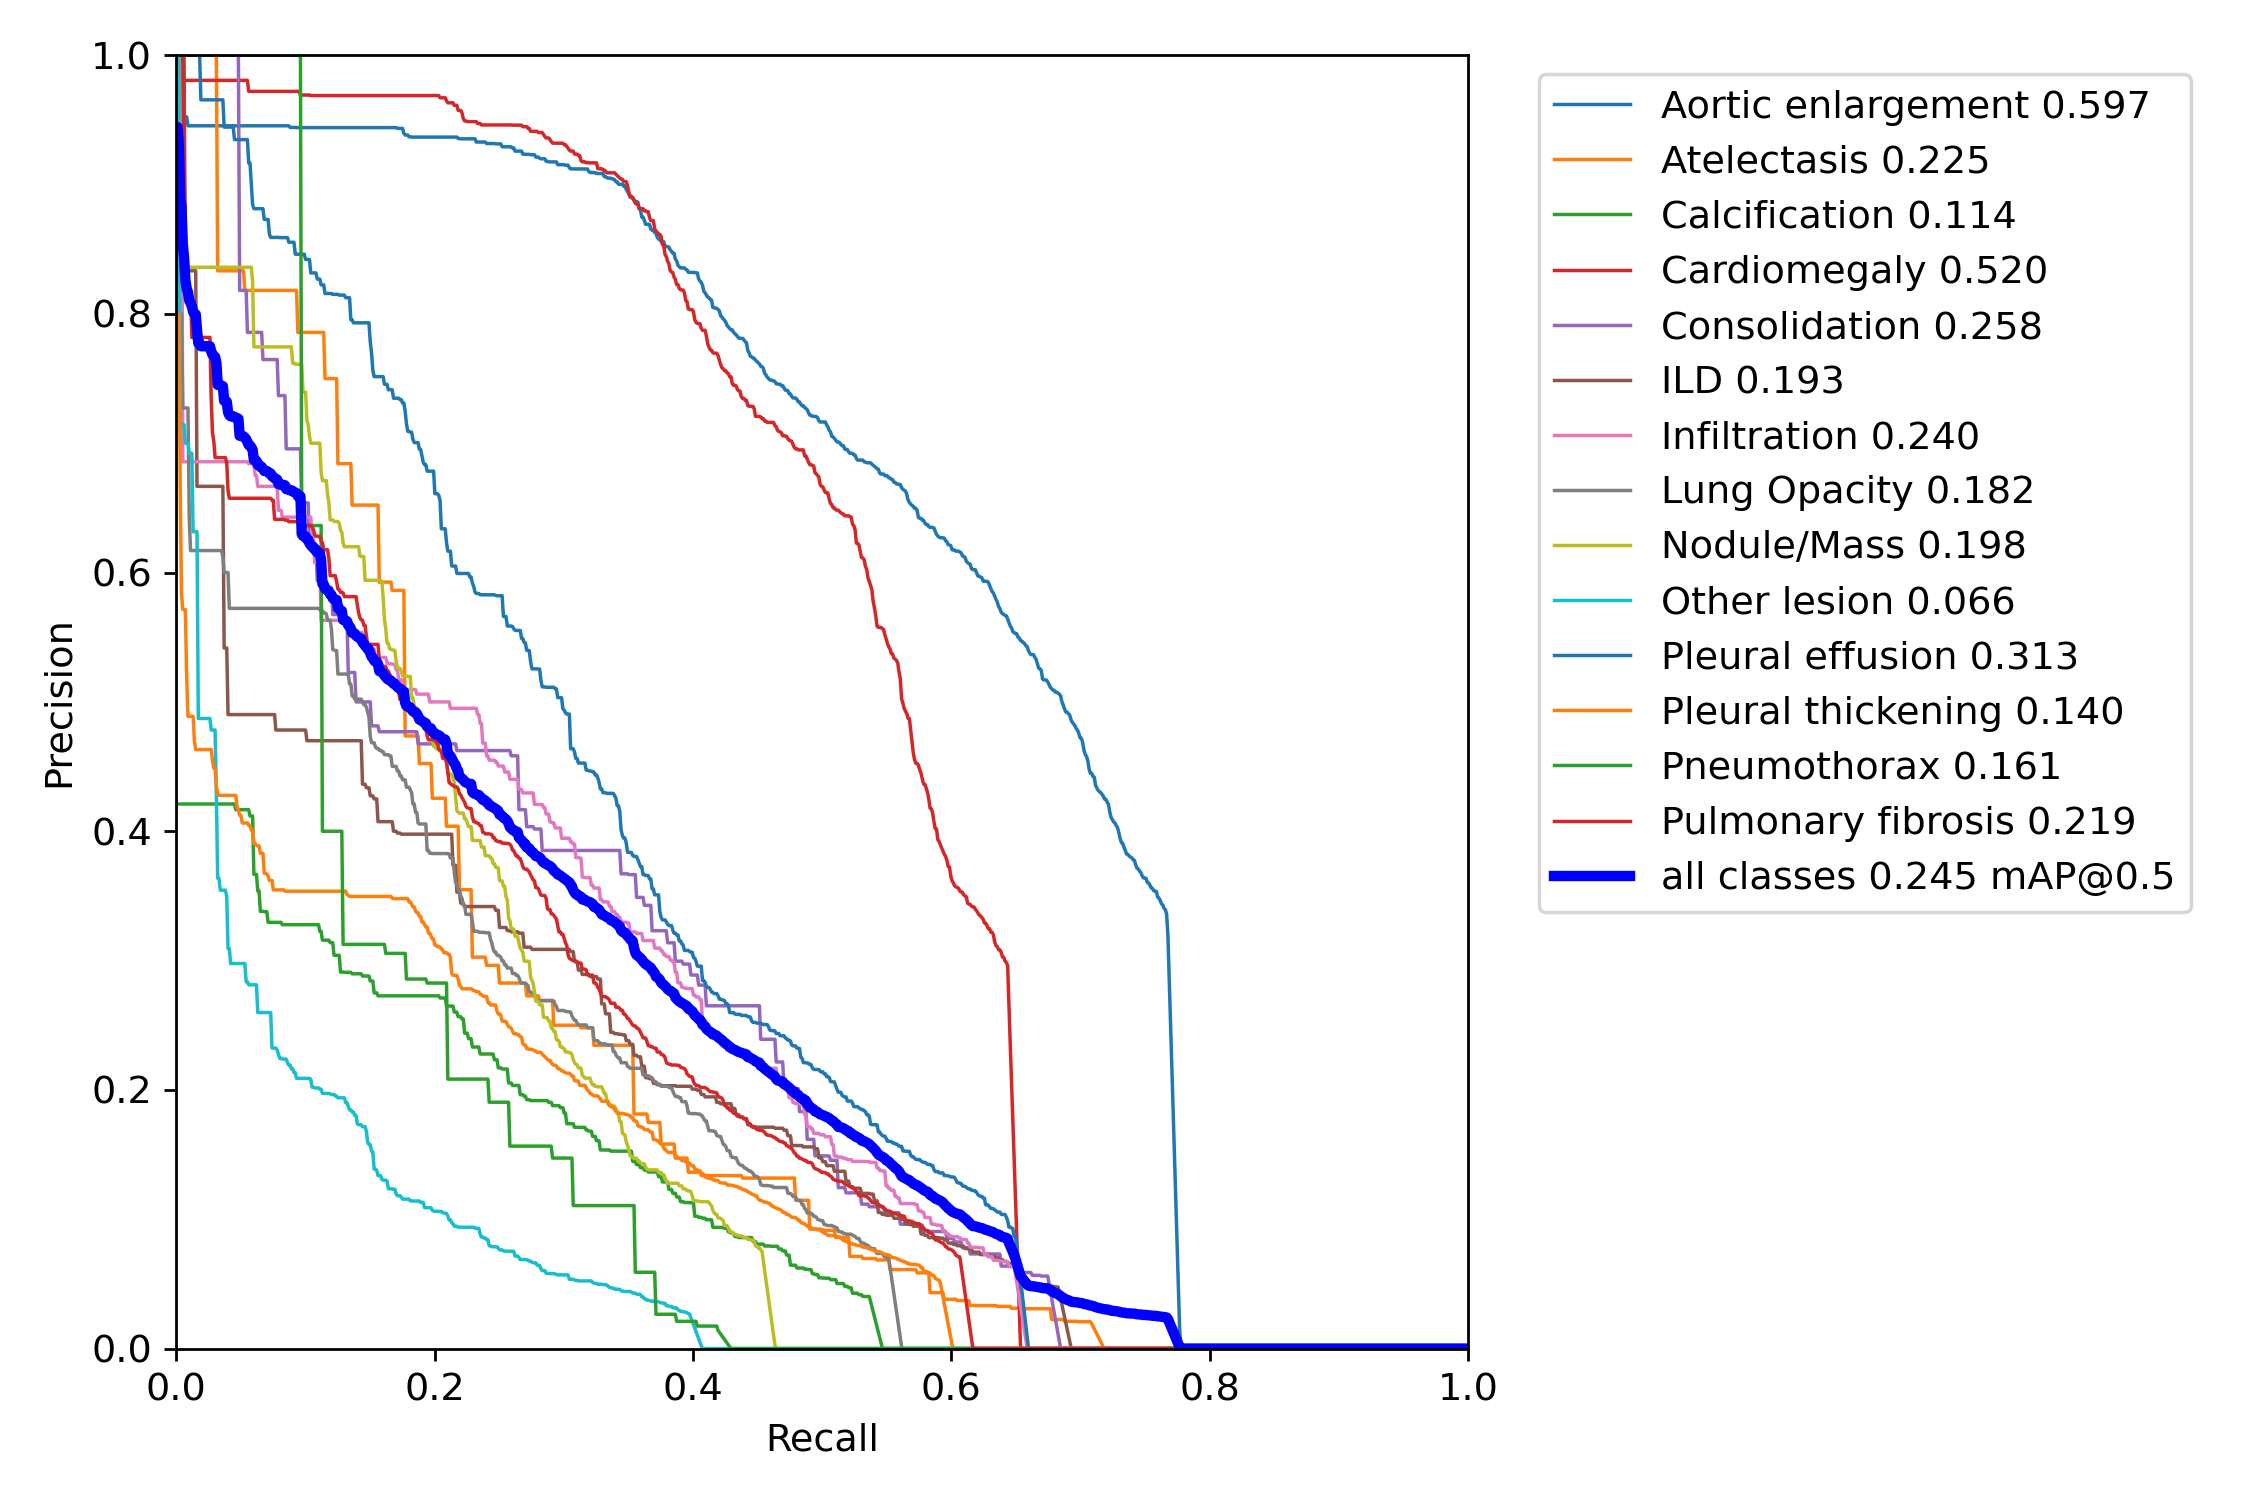 1.0
0.8
0.6
0.4
0.2
0.0
Precision
0.0 0.2 0.4 0.6 0.8 1.0
Recall
Aortic enlargement 0.597
Atelectasis 0.225
Calcification 0.114
Cardiomegaly 0.520
Consolidation 0.258
ILD 0.193
Infiltration 0.240
Lung Opacity 0.182
Nodule/Mass 0.198
Other lesion 0.066
Pleural effusion 0.313
Pleural thickening 0.140
Pneumothorax 0.161
Pulmonary fibrosis 0.219
all classes 0.245 mAP@0.5